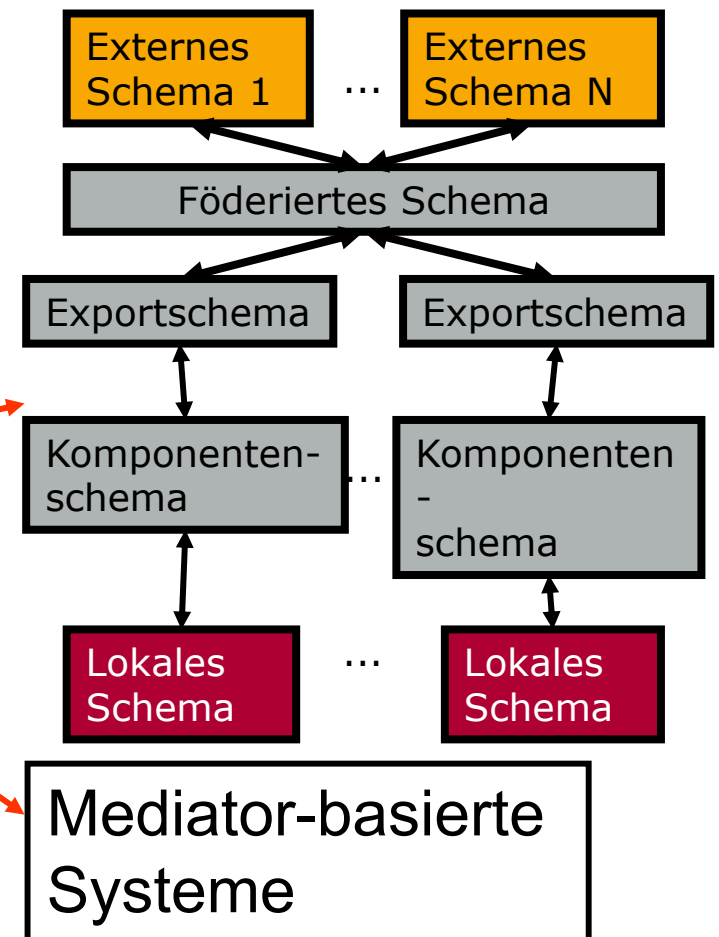 Externes
Schema 1
...
Externes
Schema N
Föderiertes Schema
Exportschema
Exportschema
Komponenten-
schema
...
Komponenten
-
schema
Lokales
Schema
...
Lokales
Schema
Mediator-basierte
Systeme